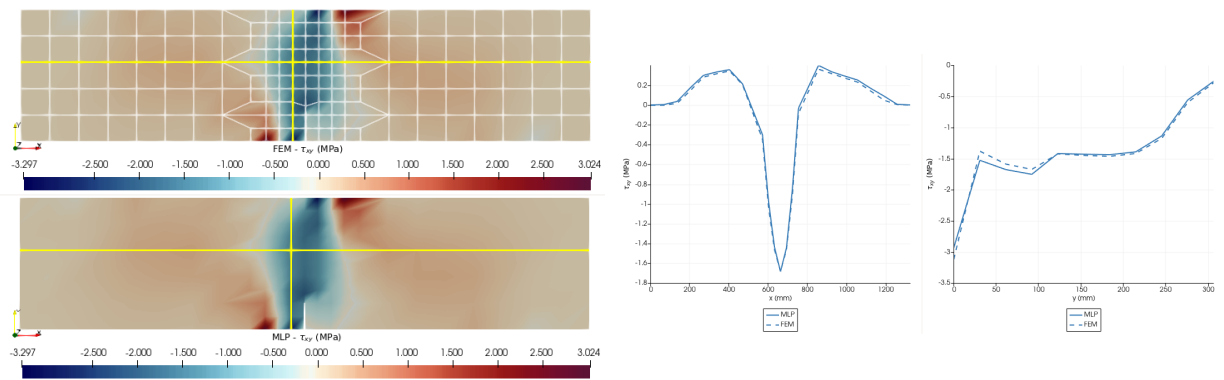 Y
Z
X
FEM - τxy (MPa)
-3.297 -2.500 -2.000 -1.500 -1.000 -0.500 0.000 0.500 1.000 1.500 2.000 2.500 3.024
Z
X
MLP - τxy (MPa)
-3.297 -2.500 -2.000 -1.500 -1.000 -0.500 0.000 0.500 1.000 1.500 2.000 2.500 3.024
0.2
0
-0.2
-0.4
-0.6
-0.8
-1
-1.2
-1.4
-1.6
-1.8
τxy (MPa)
0 200 400 600 800 1000 1200
x (mm)
MLP
FEM
0
-0.5
-1
-1.5
-2
-2.5
-3
-3.5
τxy (MPa)
0 50 100 150 200 250 300
y (mm)
MLP
FEM